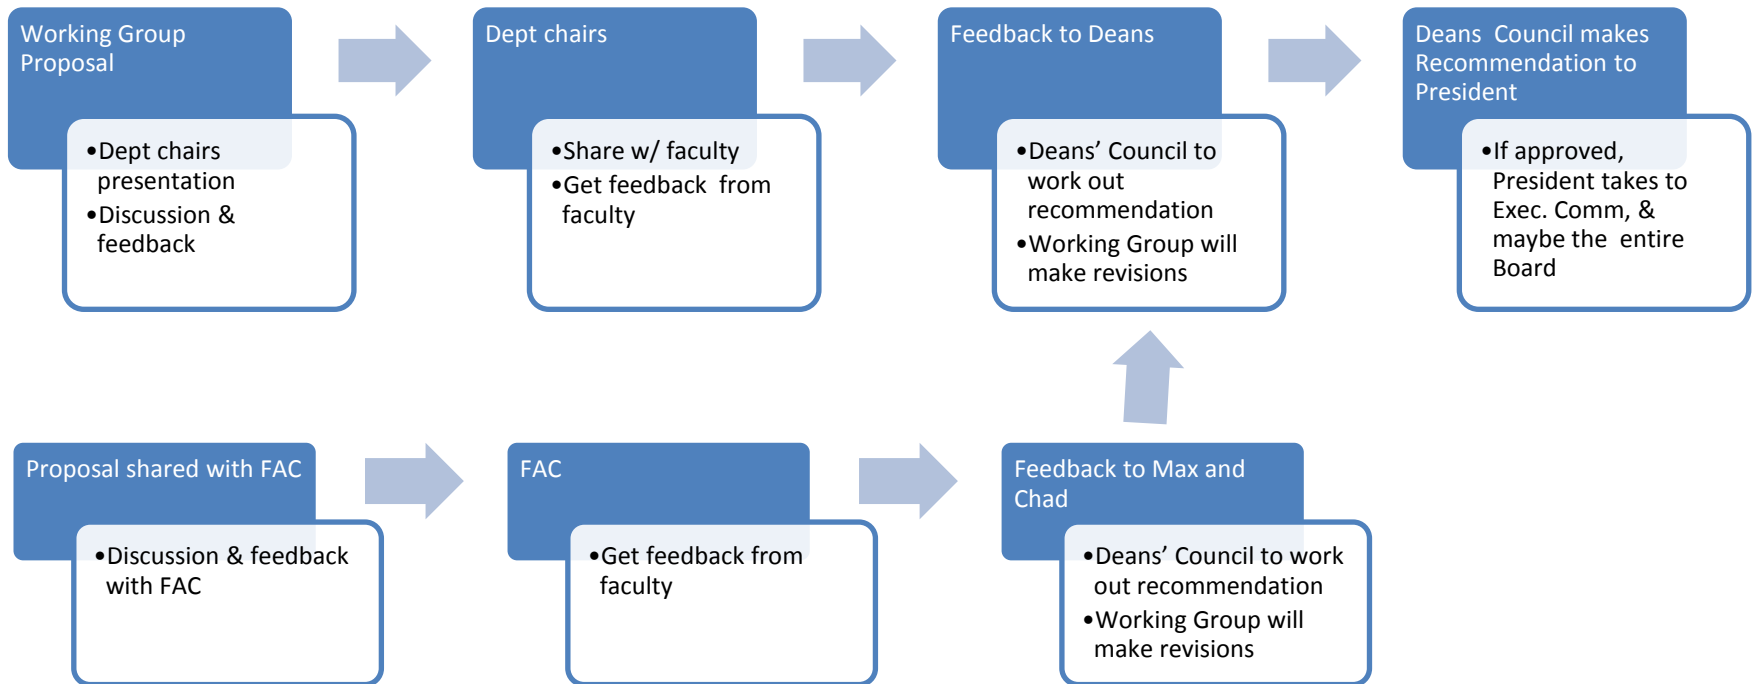 Working Group
Proposal
•Dept chairs
presentation
•Discussion &
feedback
Dept chairs
•Share w/ faculty
•Get feedback  from
faculty
Feedback to Deans
•Deans’ Council to
work out
recommendation
•Working Group will
make revisions
Deans  Council makes
Recommendation to
President
•If approved,
President takes to
Exec. Comm, &
maybe the  entire
Board
Proposal shared with FAC
•Discussion & feedback
with FAC
FAC
•Get feedback from
faculty
Feedback to Max and
Chad
•Deans’ Council to work
out recommendation
•Working Group will
make revisions